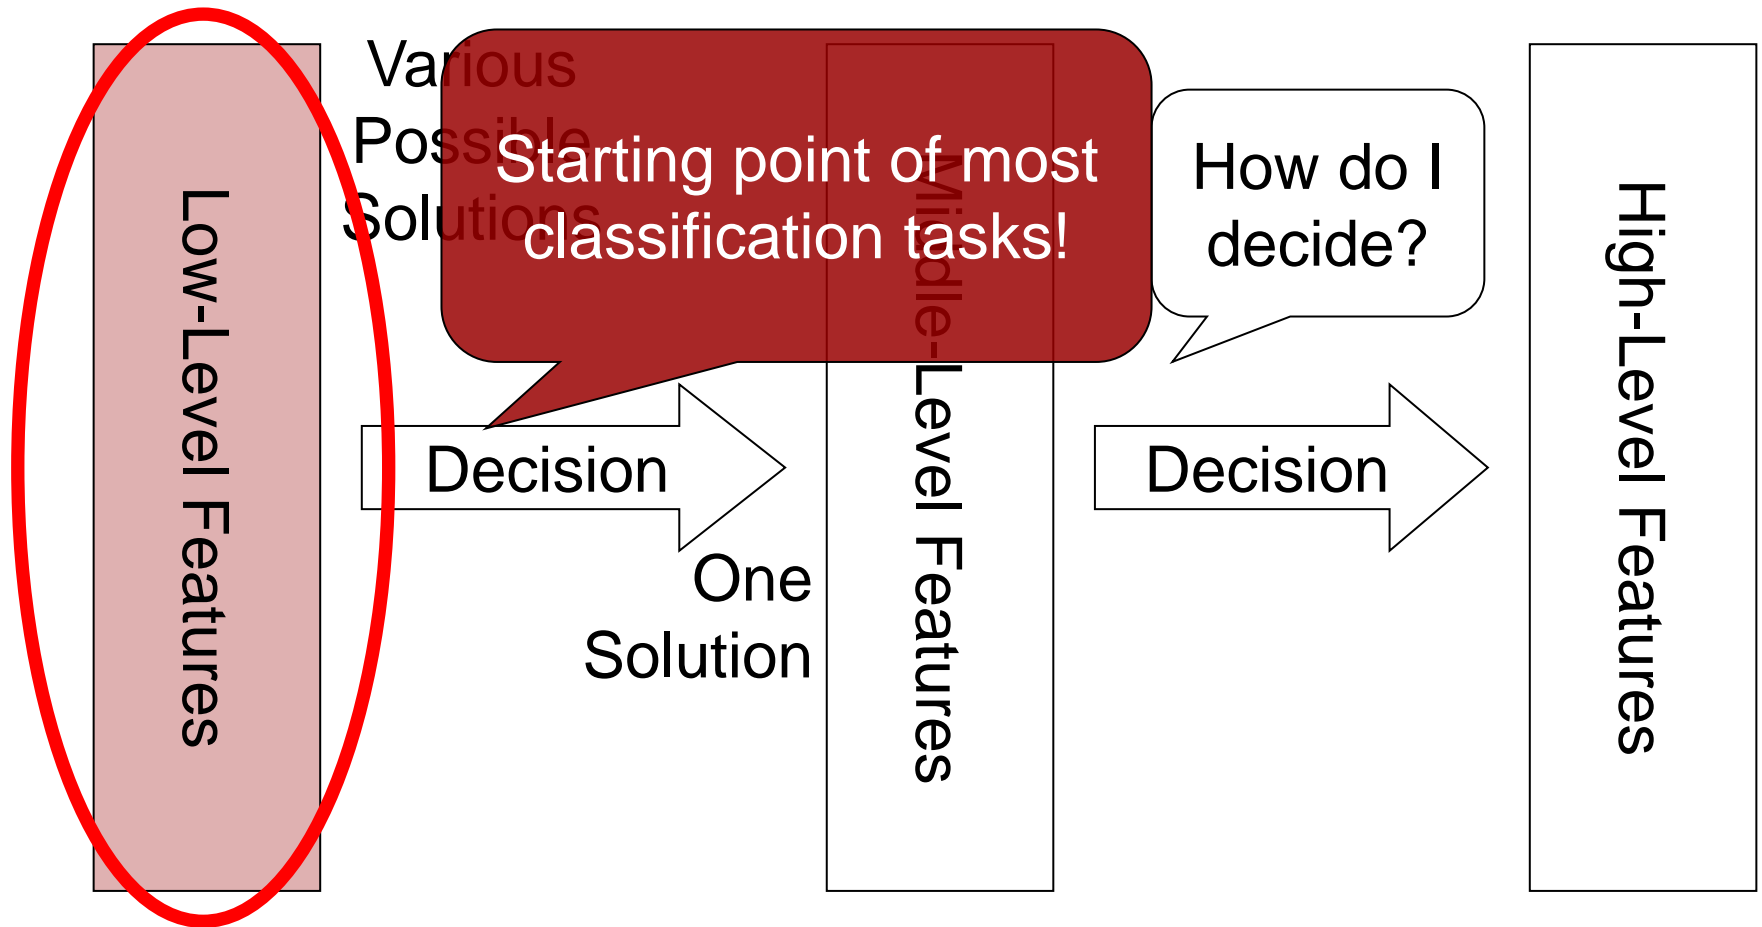 Low-Level Features
Various
Possible
Solutions
Starting point of most
classification tasks!
Decision
One
Solution
Middle-Level Features
How do I
decide?
Decision
High-Level Features